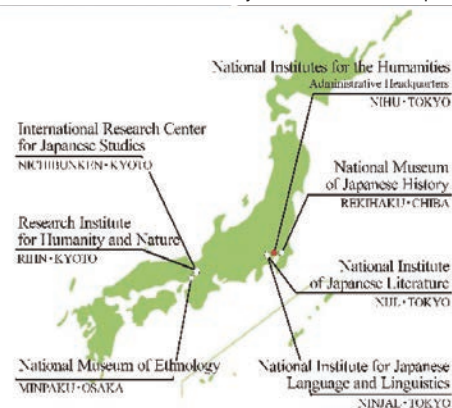 National Institutes for the Humanities
Administrative Headquarters
NIHU・TOKYO
International Research Center
for Japanese Studies
NICHIBUNKEN・KYOTO
National Museum
of Japanese History
REKIHAKU・CHIBA
Research Institute
for Humanity and Nature
RIHN・KYOTO
National Institute
of Japanese Literature
NIJL・TOKYO
National Museum of Ethnology
MINPAKU・OSAKA
National Institute for Japanese
Language and Linguistics
NINJAL・TOKYO